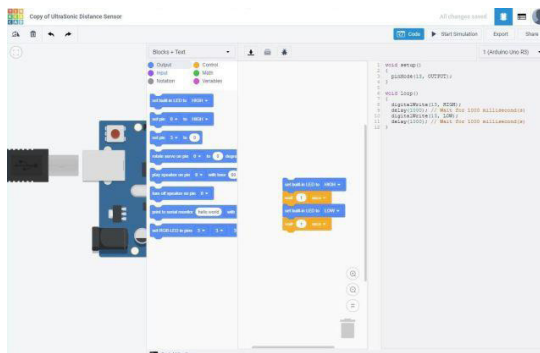 Copy of UltraSonic Distance Sensor
All changes saved
Code
Start Simulation
Export
Share
Blocks + Text
1 (Arduino Uno R3)
Output
Control
Input
Math
Notation
Variables
set built-in LED to HIGH
set pin 0 to HIGH
set pin 3 to 0
rotate servo on pin 0 to 0 degrees
play speaker on pin 0 with tone 60
turn off speaker on pin 0
print to serial monitor hello world with
set RGB LED in pins 3 3 3
set built-in LED to HIGH
wait 1 secs
set built-in LED to LOW
wait 1 secs
1 void setup()
2 {
3 pinMode(13, OUTPUT);
4 }
5
6 void loop()
7 {
8 digitalWrite(13, HIGH);
9 delay(1000); // Wait for 1000 millisecond(s)
10 digitalWrite(13, LOW);
11 delay(1000); // Wait for 1000 millisecond(s)
12 }